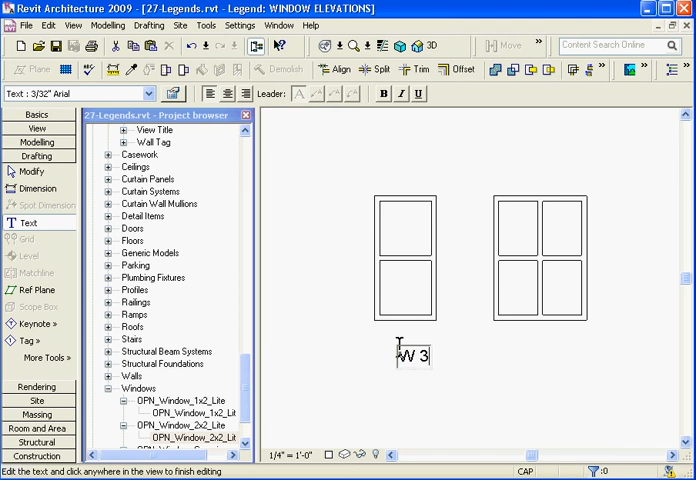 Revit Architecture 2009 - [27-Legends.rvt - Legend: WINDOW ELEVATIONS]
File Edit View Modelling Drafting Site Tools Settings Window Help
3D Move » Content Search Online
Plane Demolish » Align Split Trim Offset » » »
Text : 3/32" Arial Leader: A B I U
Basics
View
Modelling
Drafting
Modify
Dimension
Spot Dimension
Text
Grid
Level
Matchline
Ref Plane
Scope Box
Keynote »
Tag »
More Tools »
Rendering
Site
Massing
Room and Area
Structural
Construction
27-Legends.rvt - Project browser
View Title
Wall Tag
Casework
Ceilings
Curtain Panels
Curtain Systems
Curtain Wall Mullions
Detail Items
Doors
Floors
Generic Models
Parking
Plumbing Fixtures
Profiles
Railings
Ramps
Roofs
Stairs
Structural Beam Systems
Structural Foundations
Walls
Windows
OPN_Window_1x2_Lite
OPN_Window_1x2_Lit
OPN_Window_2x2_Lite
OPN_Window_2x2_Lit
W 3
1/4" = 1'-0"
Edit the text and click anywhere in the view to finish editing CAP :0